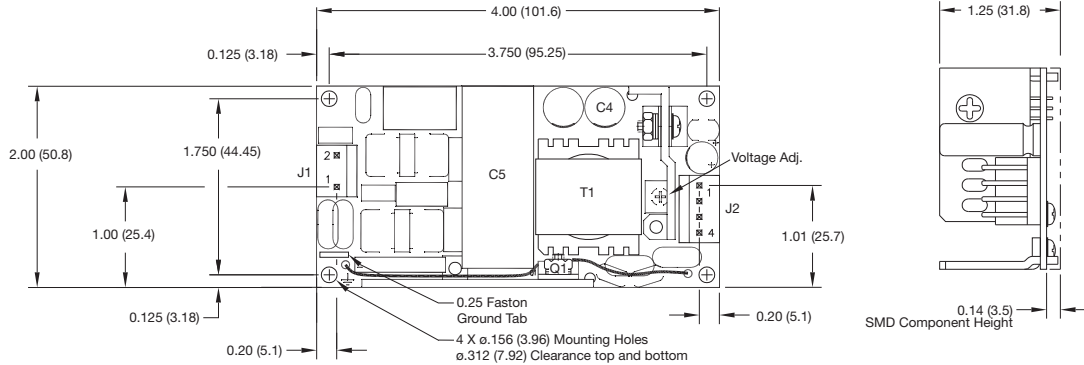 4.00 (101.6)
1.25 (31.8)
0.125 (3.18)
3.750 (95.25)
2.00 (50.8)
1.750 (44.45)
C4
J1
2
1
C5
T1
Voltage Adj.
1
4
J2
1.00 (25.4)
1.01 (25.7)
Q1
0.125 (3.18)
0.25 Faston
Ground Tab
0.20 (5.1)
0.14 (3.5)
SMD Component Height
0.20 (5.1)
4 X ø.156 (3.96) Mounting Holes
ø.312 (7.92) Clearance top and bottom